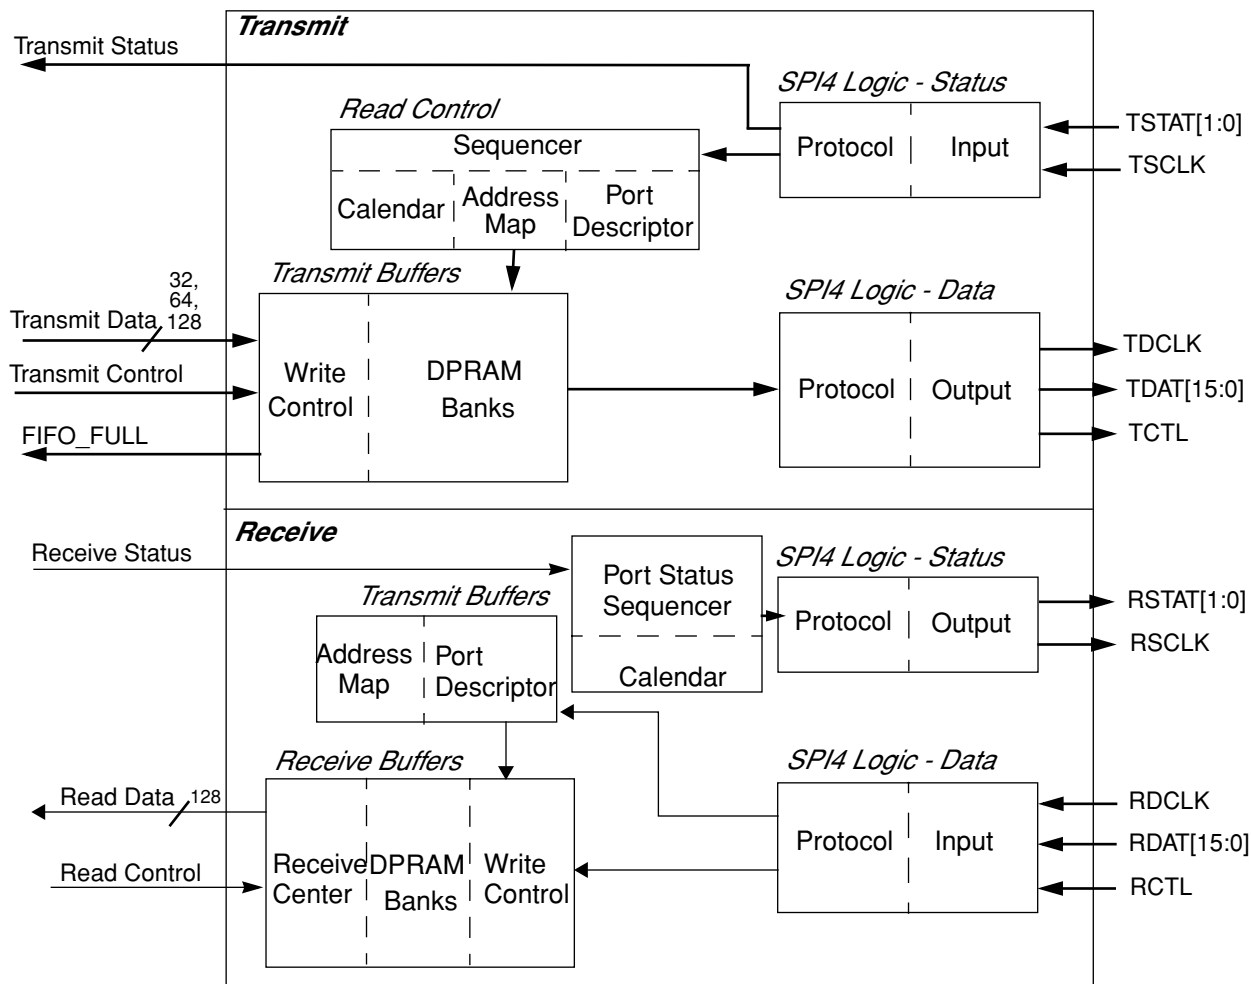 Transmit
Transmit Status
SPI4 Logic - Status
Read Control
Sequencer
Calendar
Address
Map
Port
Descriptor
Protocol
Input
TSTAT[1:0]
TSCLK
Transmit Buffers
32,
64,
128
Transmit Data
Transmit Control
FIFO_FULL
Write
Control
DPRAM
Banks
SPI4 Logic - Data
Protocol
Output
TDCLK
TDAT[15:0]
TCTL
Receive
Receive Status
Port Status
Sequencer
Calendar
SPI4 Logic - Status
Protocol
Output
RSTAT[1:0]
RSCLK
Transmit Buffers
Address
Map
Port
Descriptor
Receive Buffers
Read Data
128
Read Control
Receive
Center
DPRAM
Banks
Write
Control
SPI4 Logic - Data
Protocol
Input
RDCLK
RDAT[15:0]
RCTL